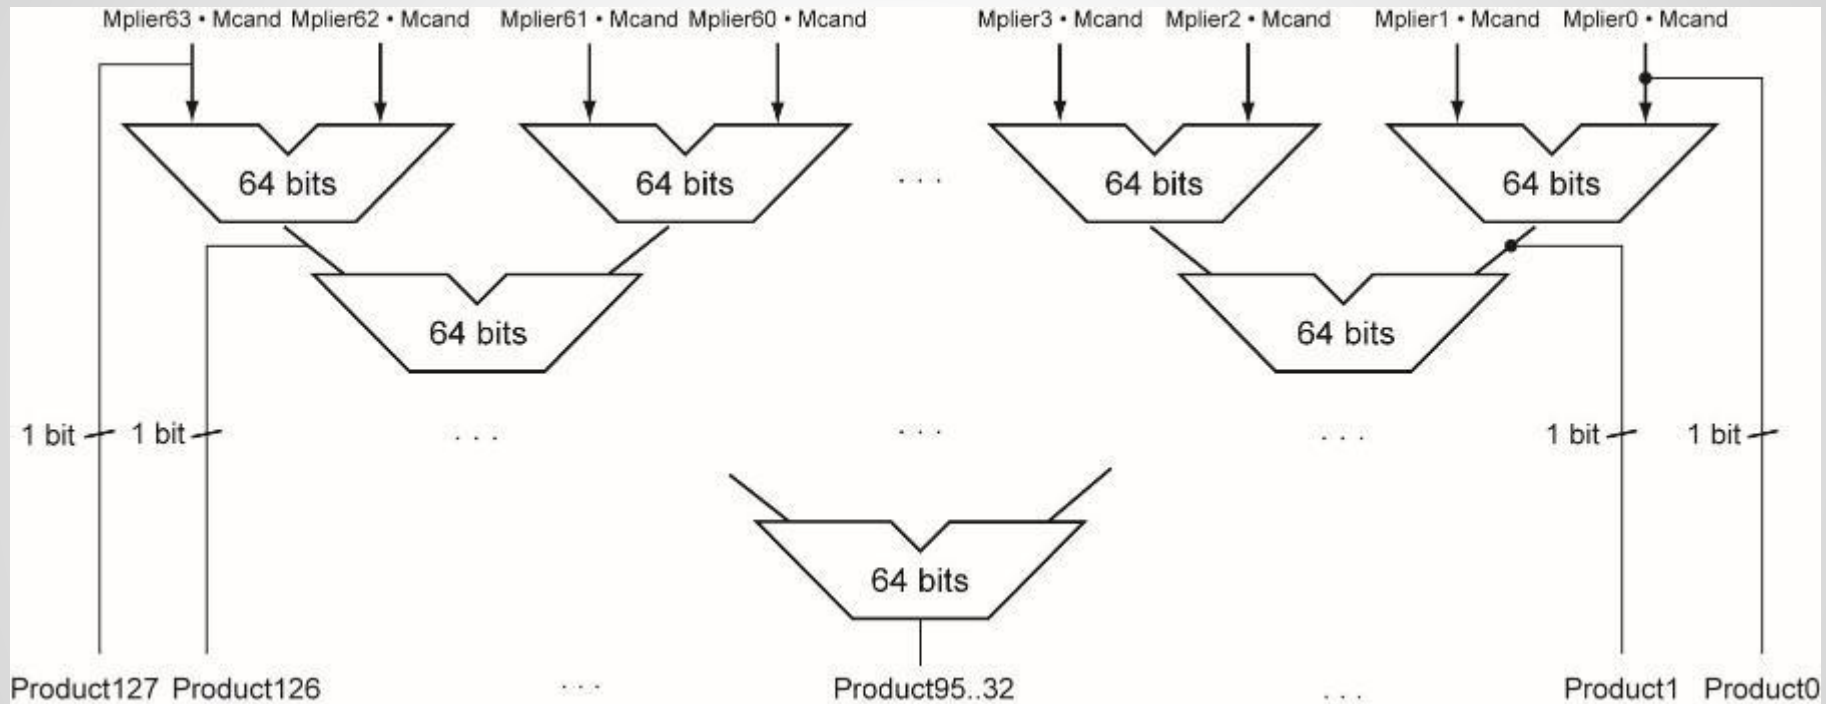 Mplier63 • Mcand Mplier62 • Mcand Mplier61 • Mcand Mplier60 • Mcand Mplier3 • Mcand Mplier2 • Mcand Mplier1 • Mcand Mplier0 • Mcand
64 bits 64 bits . . . 64 bits 64 bits
64 bits 64 bits
1 bit 1 bit . . . . . . . . . 1 bit 1 bit
64 bits
Product127 Product126 . . . Product95..32 . . . Product1 Product0